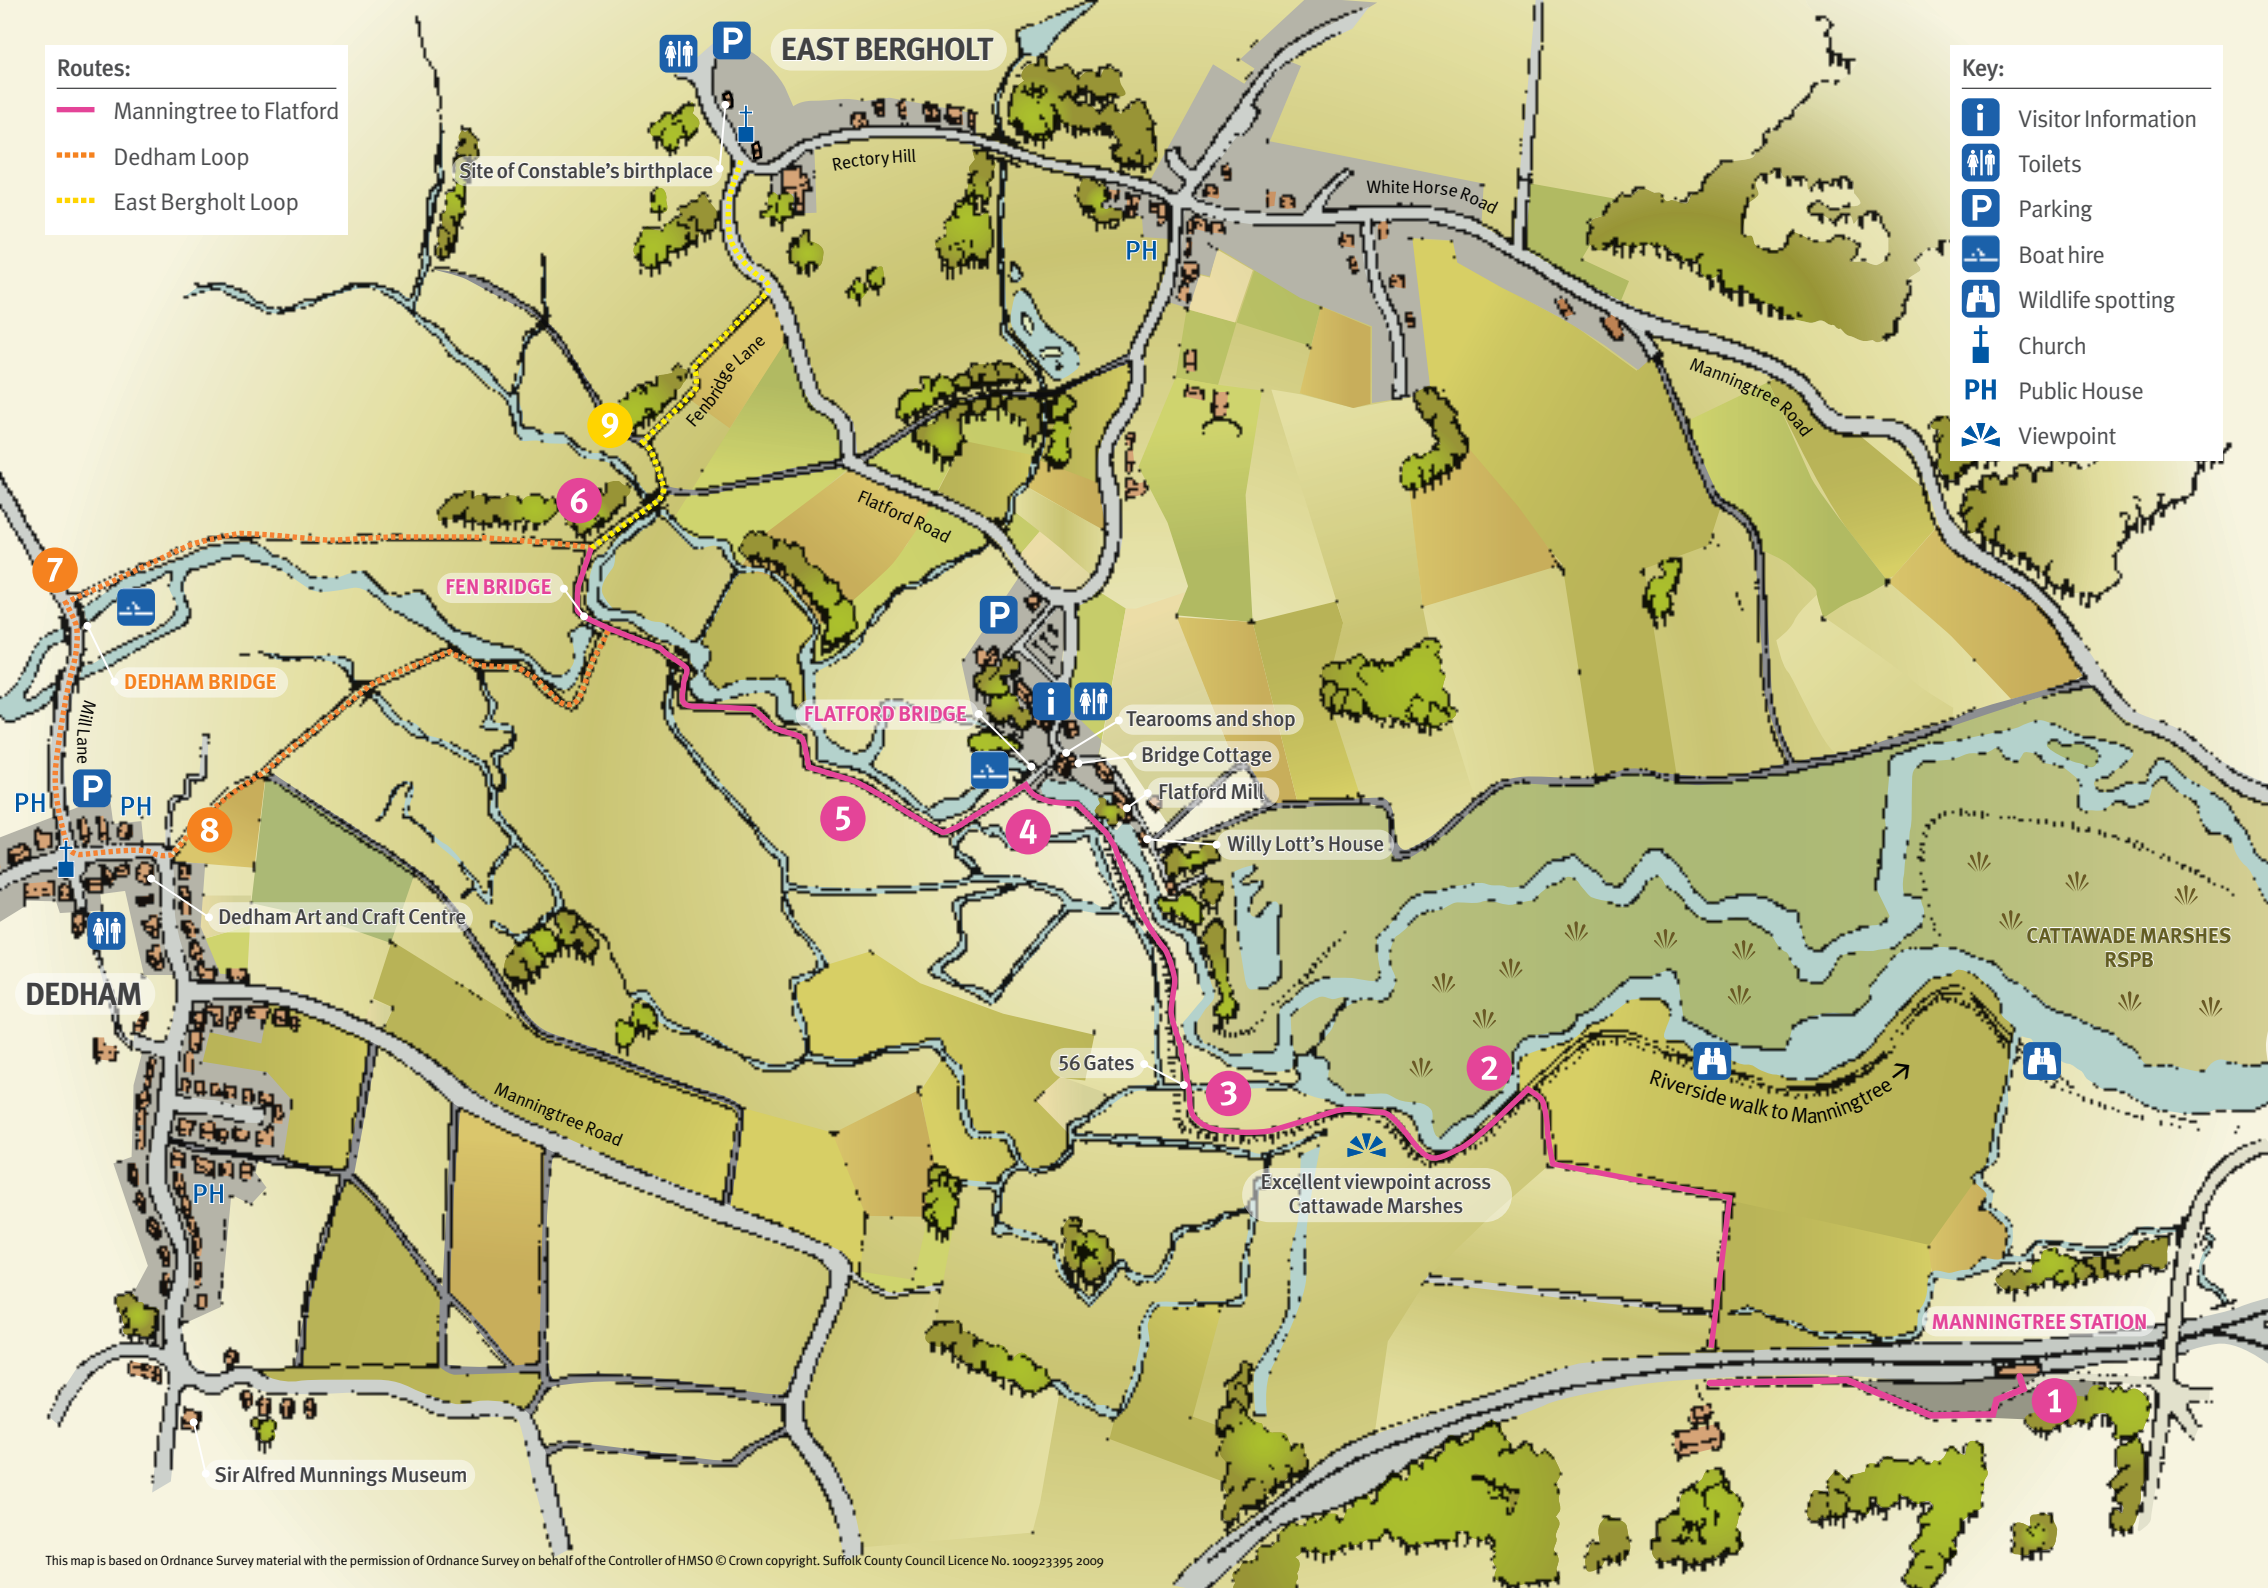 Routes:
Manningtree to Flatford
Dedham Loop
East Bergholt Loop
P
EAST BERGHOLT
Key:
i Visitor Information
Toilets
P Parking
Boat hire
Wildlife spotting
Church
PH Public House
Viewpoint
Site of Constable's birthplace
Rectory Hill
White Horse Road
PH
Manningtree Road
Fenbridge Lane
9
6
Flatford Road
7
FEN BRIDGE
P
DEDHAM BRIDGE
Mill Lane
FLATFORD BRIDGE
i
Tearooms and shop
Bridge Cottage
Flatford Mill
Willy Lott's House
PH
P
PH
8
5
4
Dedham Art and Craft Centre
DEDHAM
CATTAWADE MARSHES
RSPB
56 Gates
3
2
Riverside walk to Manningtree
Manningtree Road
PH
Excellent viewpoint across
Cattawade Marshes
MANNINGTREE STATION
1
Sir Alfred Munnings Museum
This map is based on Ordnance Survey material with the permission of Ordnance Survey on behalf of the Controller of HMSO © Crown copyright. Suffolk County Council Licence No. 100923395 2009